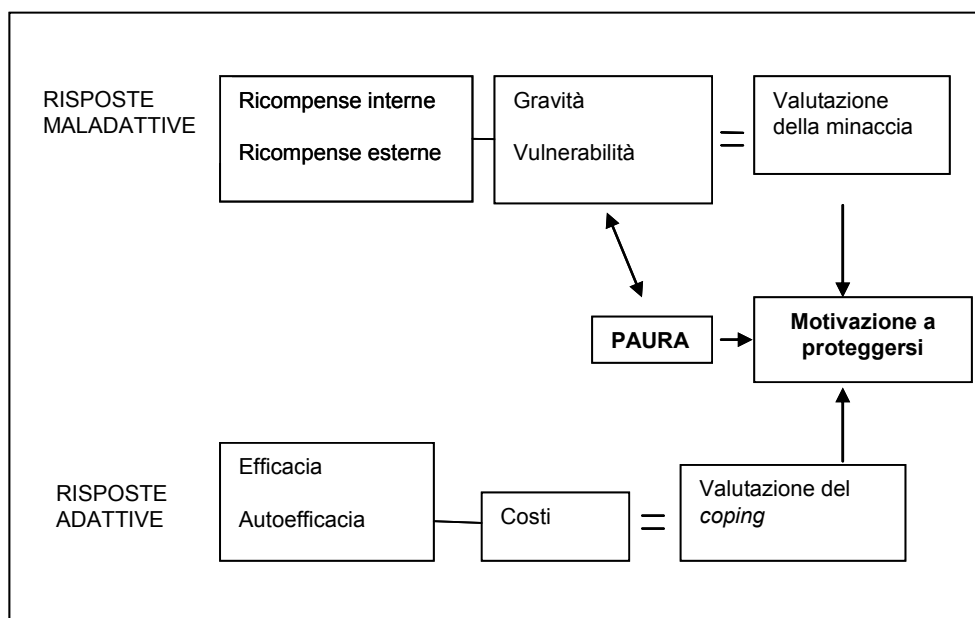 RISPOSTE
MALADATTIVE
Ricompense interne
Ricompense esterne
Gravità
Vulnerabilità
=
Valutazione
della minaccia
PAURA
Motivazione a
proteggersi
RISPOSTE
ADATTIVE
Efficacia
Autoefficacia
Costi
=
Valutazione del
coping